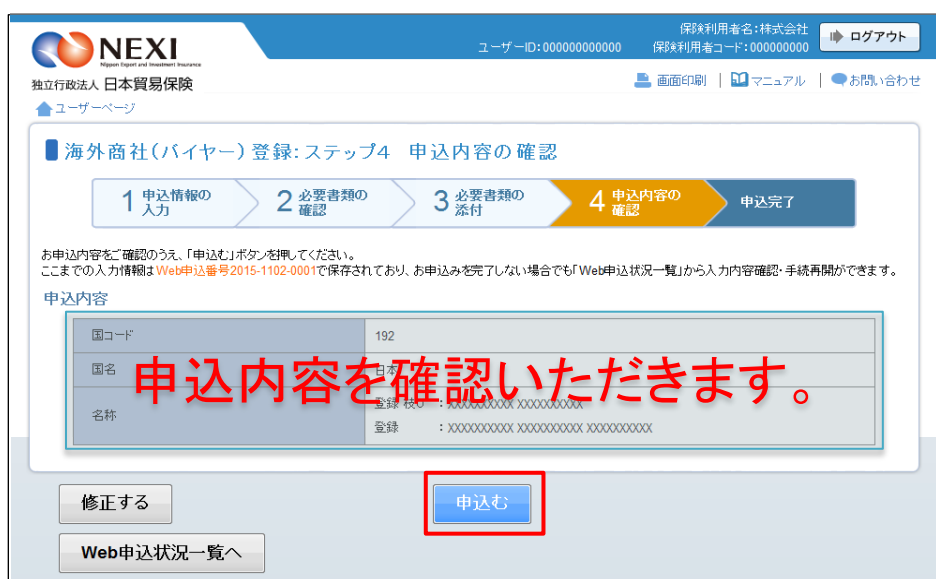 NEXI
Nippon Export and Investment Insurance
独立行政法人 日本貿易保険
ユーザーID:000000000000
保険利用者名:株式会社
保険利用者コード:000000000
ログアウト
画面印刷 | マニュアル | お問い合わせ
ユーザーページ
海外商社(バイヤー)登録:ステップ4 申込内容の確認
1 申込情報の入力
2 必要書類の確認
3 必要書類の添付
4 申込内容の確認
申込完了
お申込内容をご確認のうえ、「申込む」ボタンを押してください。
ここまでの入力情報はWeb申込番号2015-1102-0001で保存されており、お申込みを完了しない場合でも「Web申込状況一覧」から入力内容確認・手続再開ができます。
申込内容
国コード 192
国名 日本
申込内容を確認いただきます。
名称
登録 枝0 : XXXXXXXXXX XXXXXXXXXX
登録 : XXXXXXXXXX XXXXXXXXXX XXXXXXXXXX
修正する
申込む
Web申込状況一覧へ